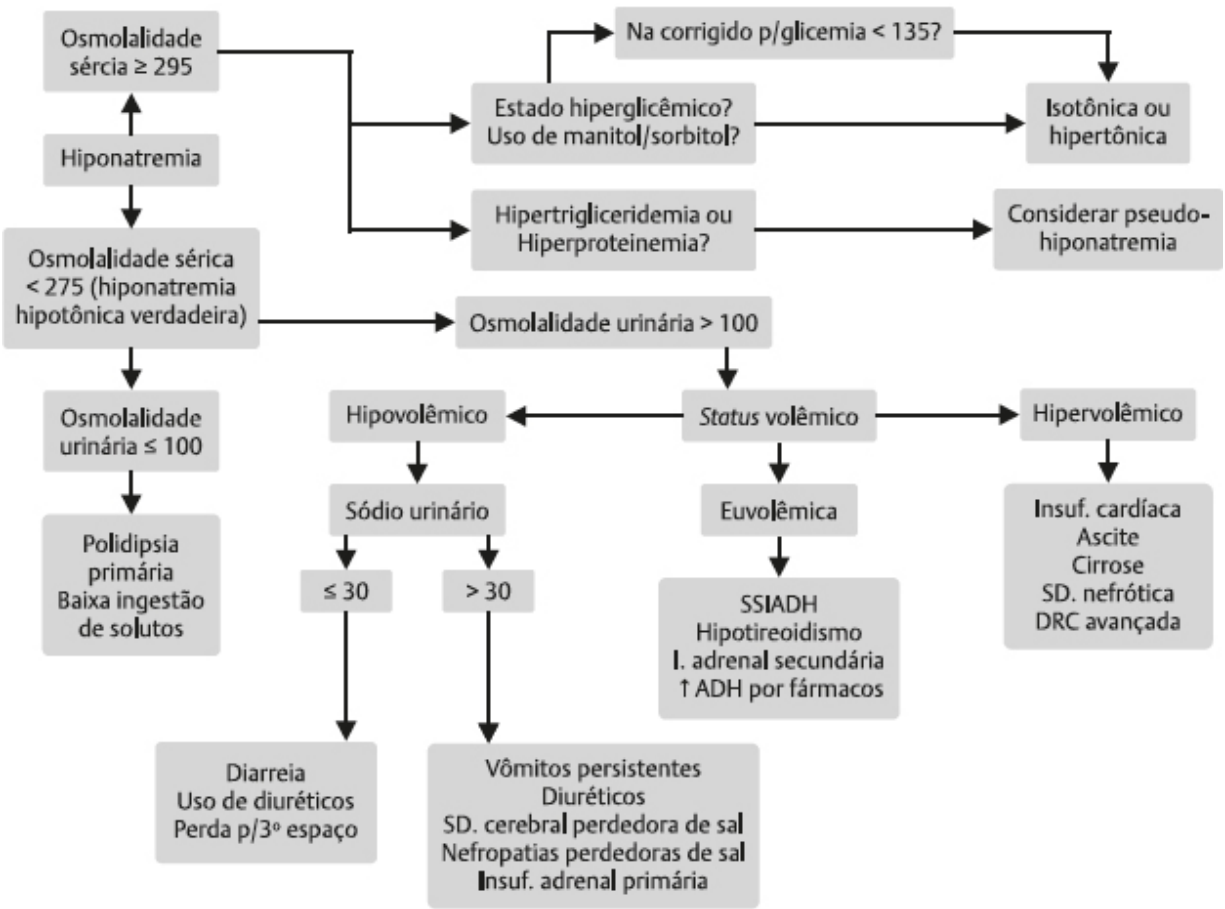 Osmolalidade
sércia ≥ 295
Na corrigido p/glicemia < 135?
Estado hiperglicêmico?
Uso de manitol/sorbitol?
Isotônica ou
hipertônica
Hiponatremia
Hipertrigliceridemia ou
Hiperproteinemia?
Considerar pseudo-
hiponatremia
Osmolalidade sérica
< 275 (hiponatremia
hipotônica verdadeira)
Osmolalidade urinária > 100
Osmolalidade
urinária ≤ 100
Hipovolêmico
Status volêmico
Hipervolêmico
Sódio urinário
Euvolêmica
Insuf. cardíaca
Ascite
Cirrose
SD. nefrótica
DRC avançada
Polidipsia
primária
Baixa ingestão
de solutos
≤ 30
> 30
SSIADH
Hipotireoidismo
I. adrenal secundária
↑ ADH por fármacos
Diarreia
Uso de diuréticos
Perda p/3º espaço
Vômitos persistentes
Diuréticos
SD. cerebral perdedora de sal
Nefropatias perdedoras de sal
Insuf. adrenal primária